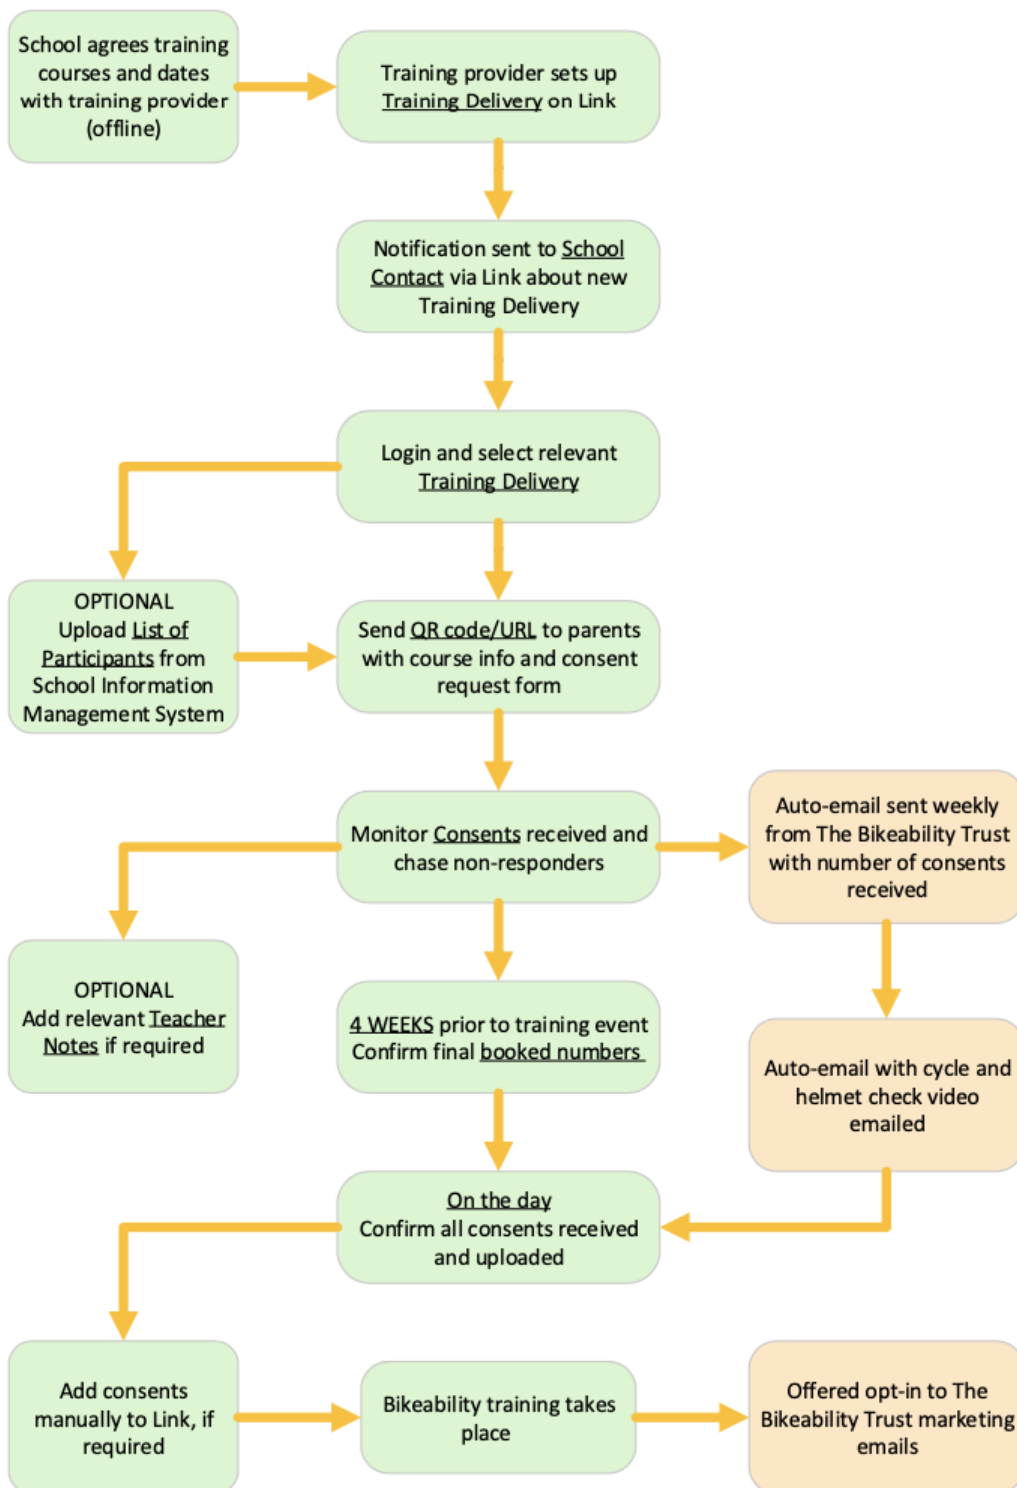 School agrees training
courses and dates
with training provider
(offline)
Training provider sets up
Training Delivery on Link
Notification sent to School
Contact via Link about new
Training Delivery
Login and select relevant
Training Delivery
OPTIONAL
Upload List of
Participants from
School Information
Management System
Send QR code/URL to parents
with course info and consent
request form
Monitor Consents received and
chase non-responders
Auto-email sent weekly
from The Bikeability Trust
with number of consents
received
OPTIONAL
Add relevant Teacher
Notes if required
4 WEEKS prior to training event
Confirm final booked numbers
Auto-email with cycle and
helmet check video
emailed
On the day
Confirm all consents received
and uploaded
Add consents
manually to Link, if
required
Bikeability training takes
place
Offered opt-in to The
Bikeability Trust marketing
emails